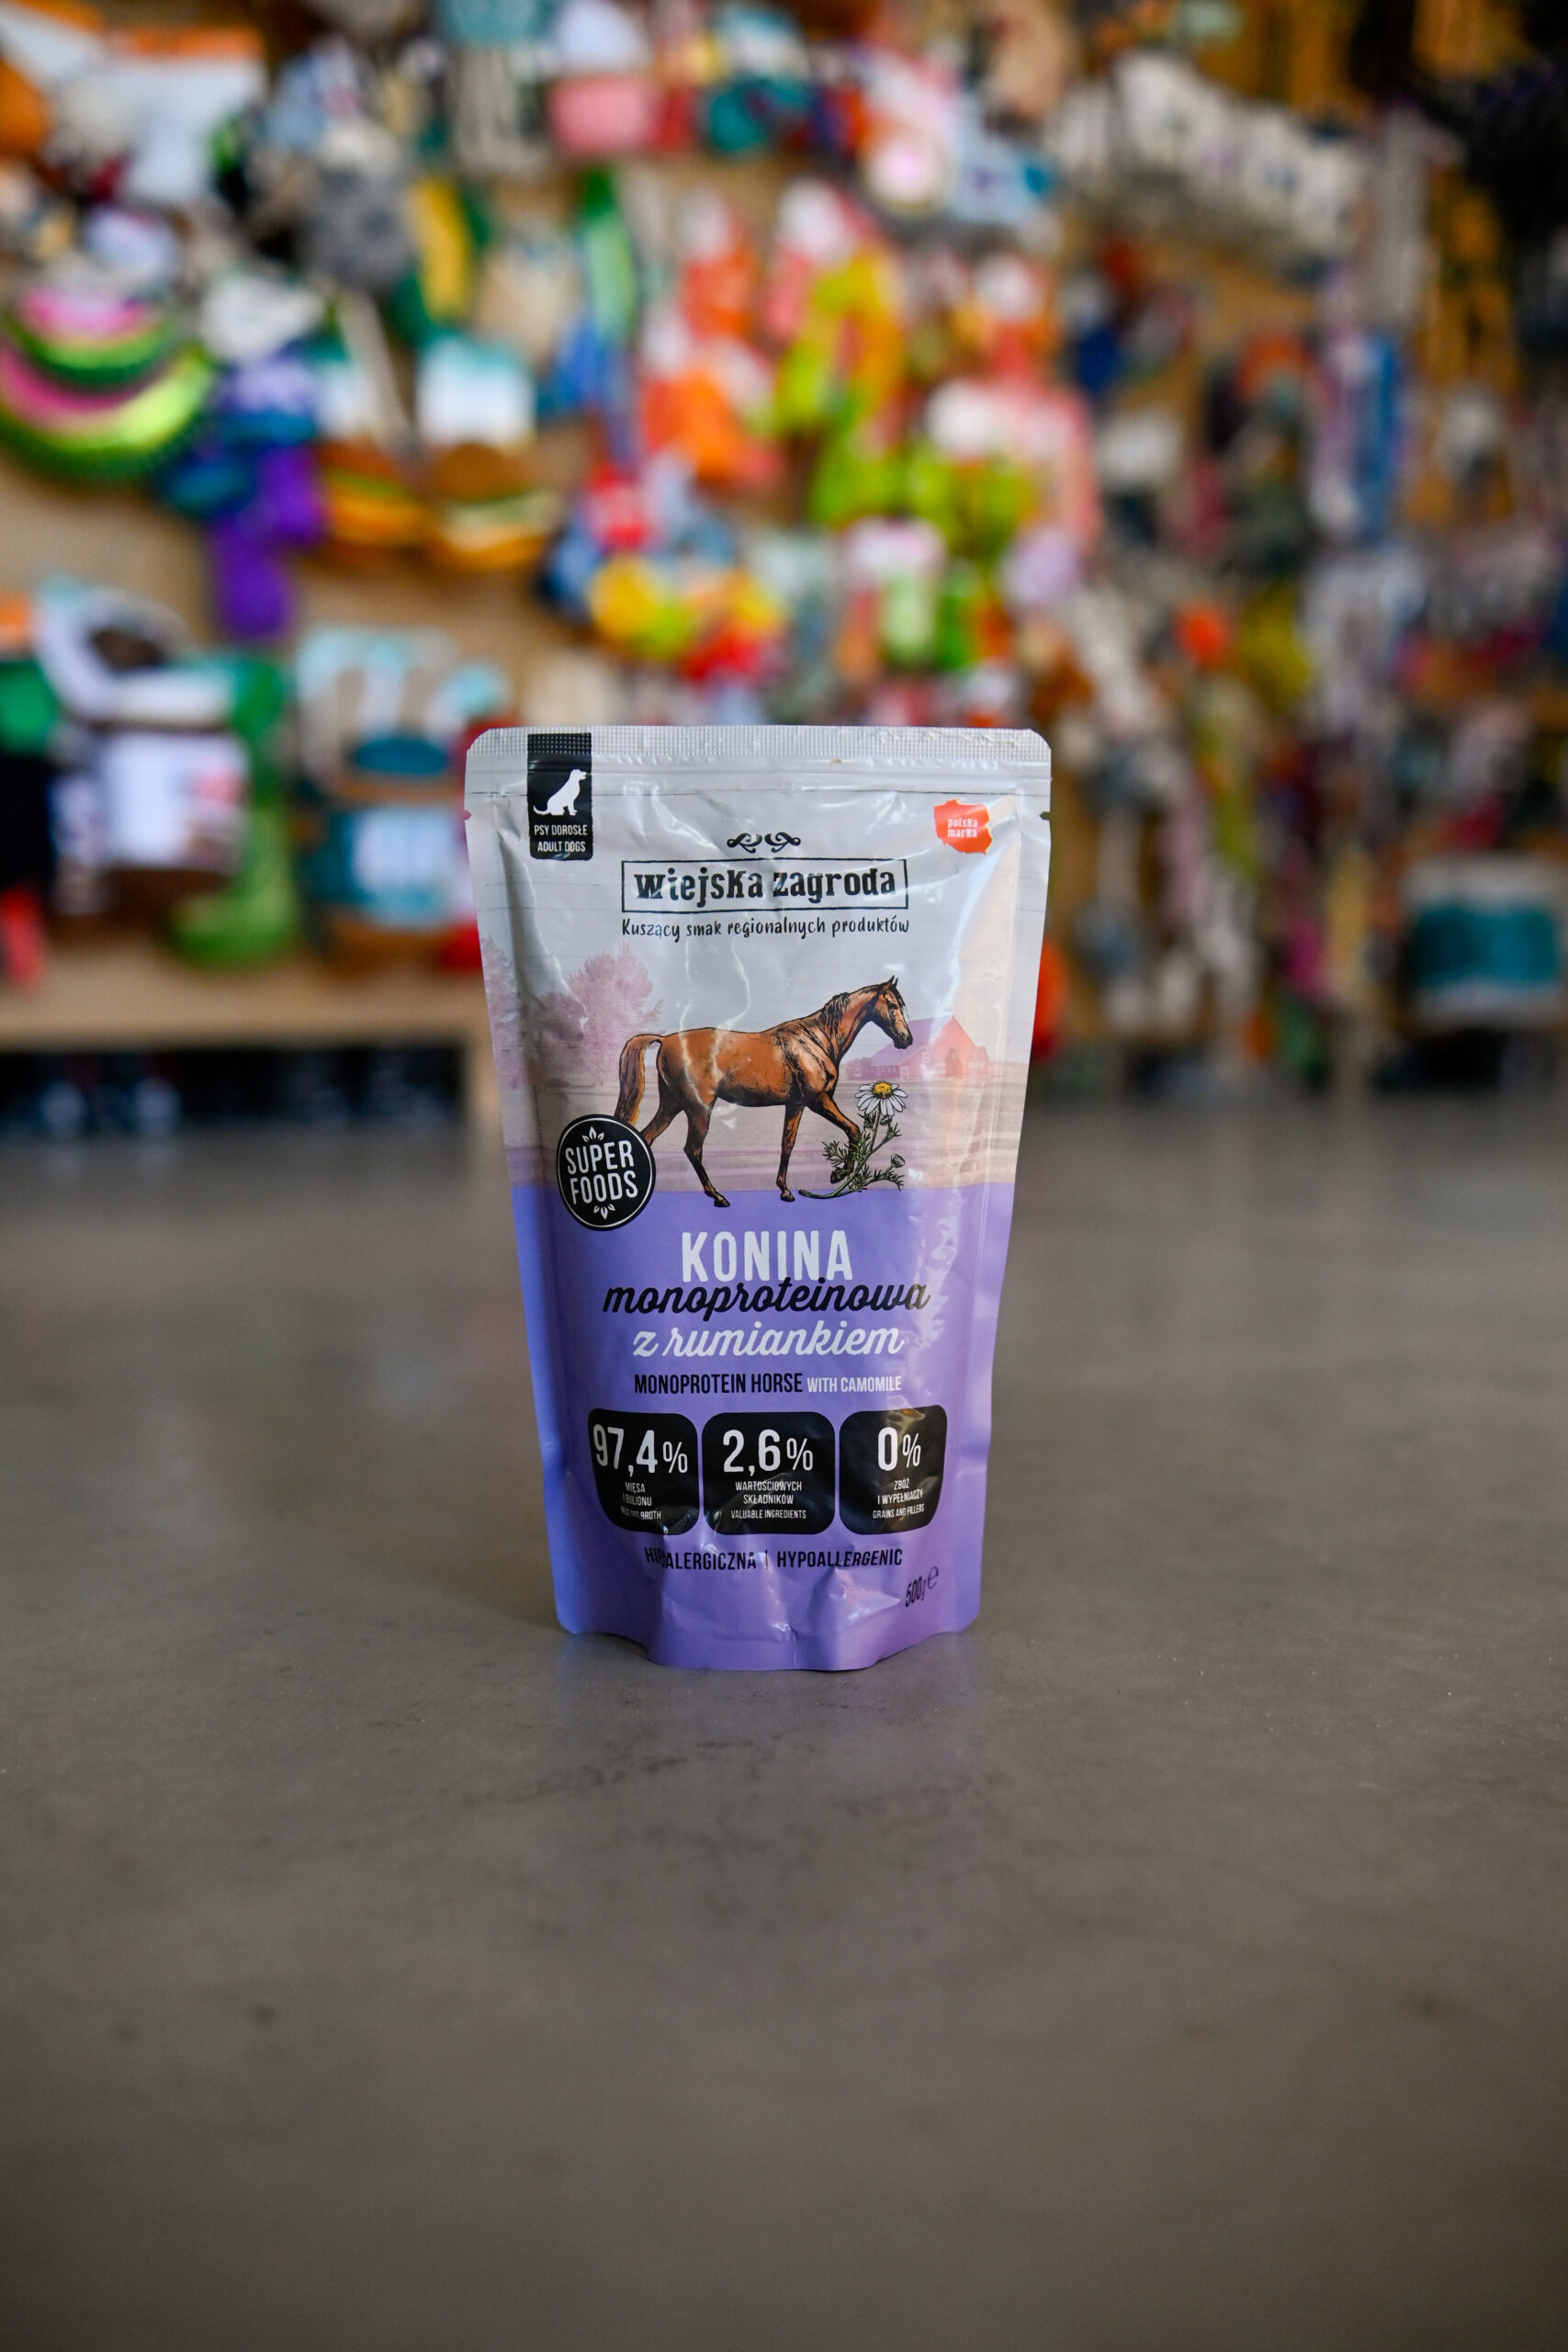 PSY DOROSŁE
ADULT DOGS
polska
marka
wiejska zagroda
Kuszący smak regionalnych produktów
SUPER
FOODS
KONINA
monoproteinowa
z rumiankiem
MONOPROTEIN HORSE WITH CAMOMILE
97,4%
MIĘSA
I BULIONU
BROTH
2,6%
WARTOŚCIOWYCH
SKŁADNIKÓW
VALUABLE INGREDIENTS
0%
ZBÓŻ
I WYPEŁNIACZY
GRAINS AND FILLERS
HIPOALERGICZNA | HYPOALLERGENIC
500g e